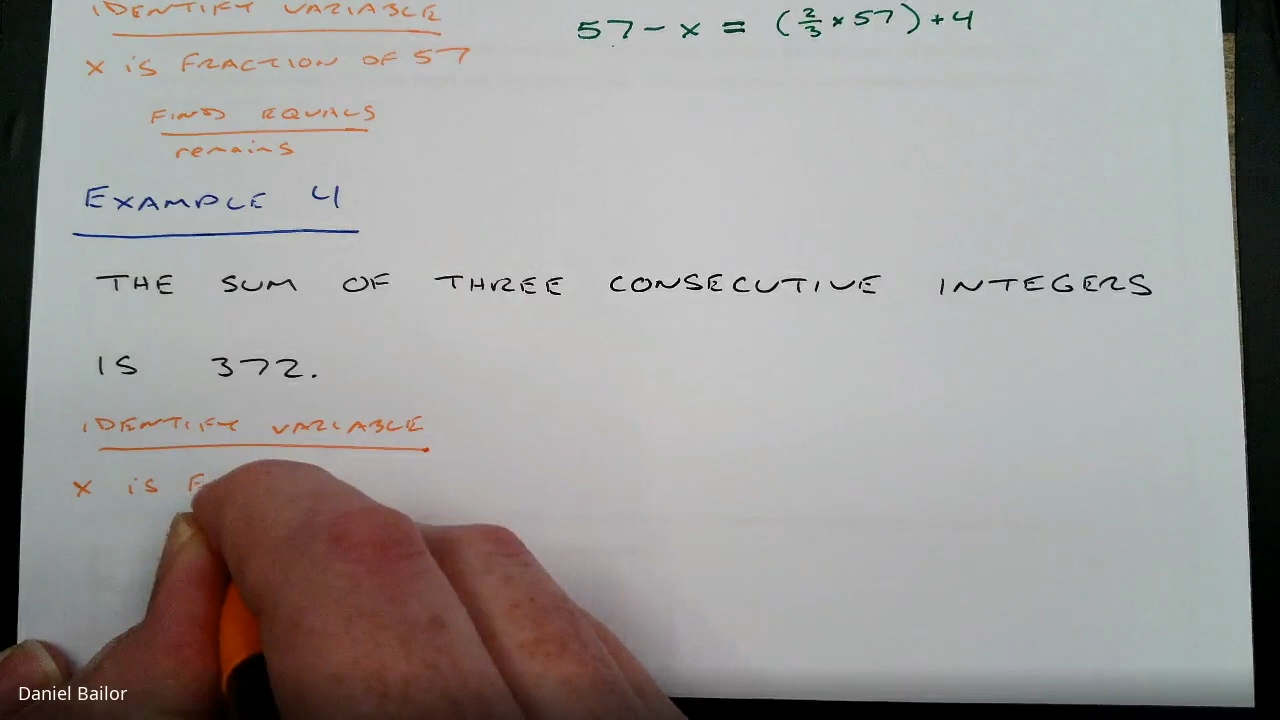 IDENTIFY VARIABLE
57 - x = (2/3 × 57) + 4
X is FRACTION OF 57
FIND EQUALS
remains
EXAMPLE 4
THE SUM OF THREE CONSECUTIVE INTEGERS
IS 372.
IDENTIFY VARIABLE
X is F
Daniel Bailor